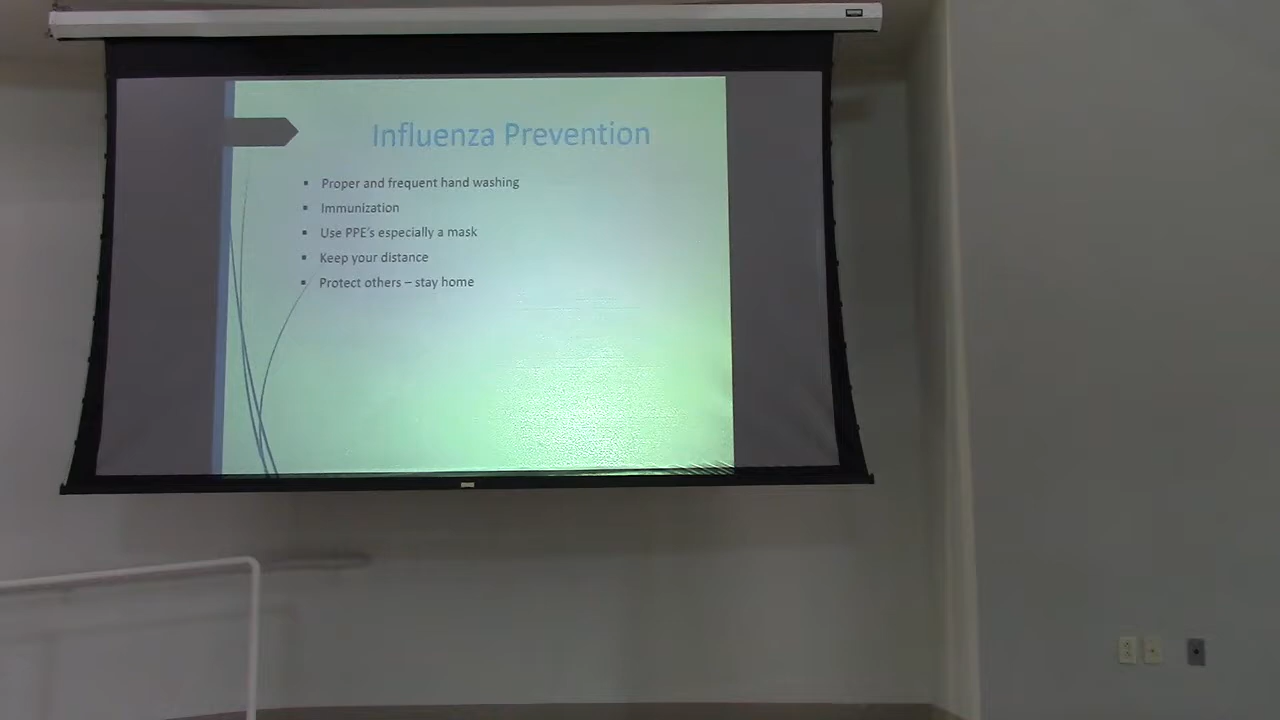 Influenza Prevention
▪ Proper and frequent hand washing
▪ Immunization
▪ Use PPE's especially a mask
▪ Keep your distance
▪ Protect others – stay home